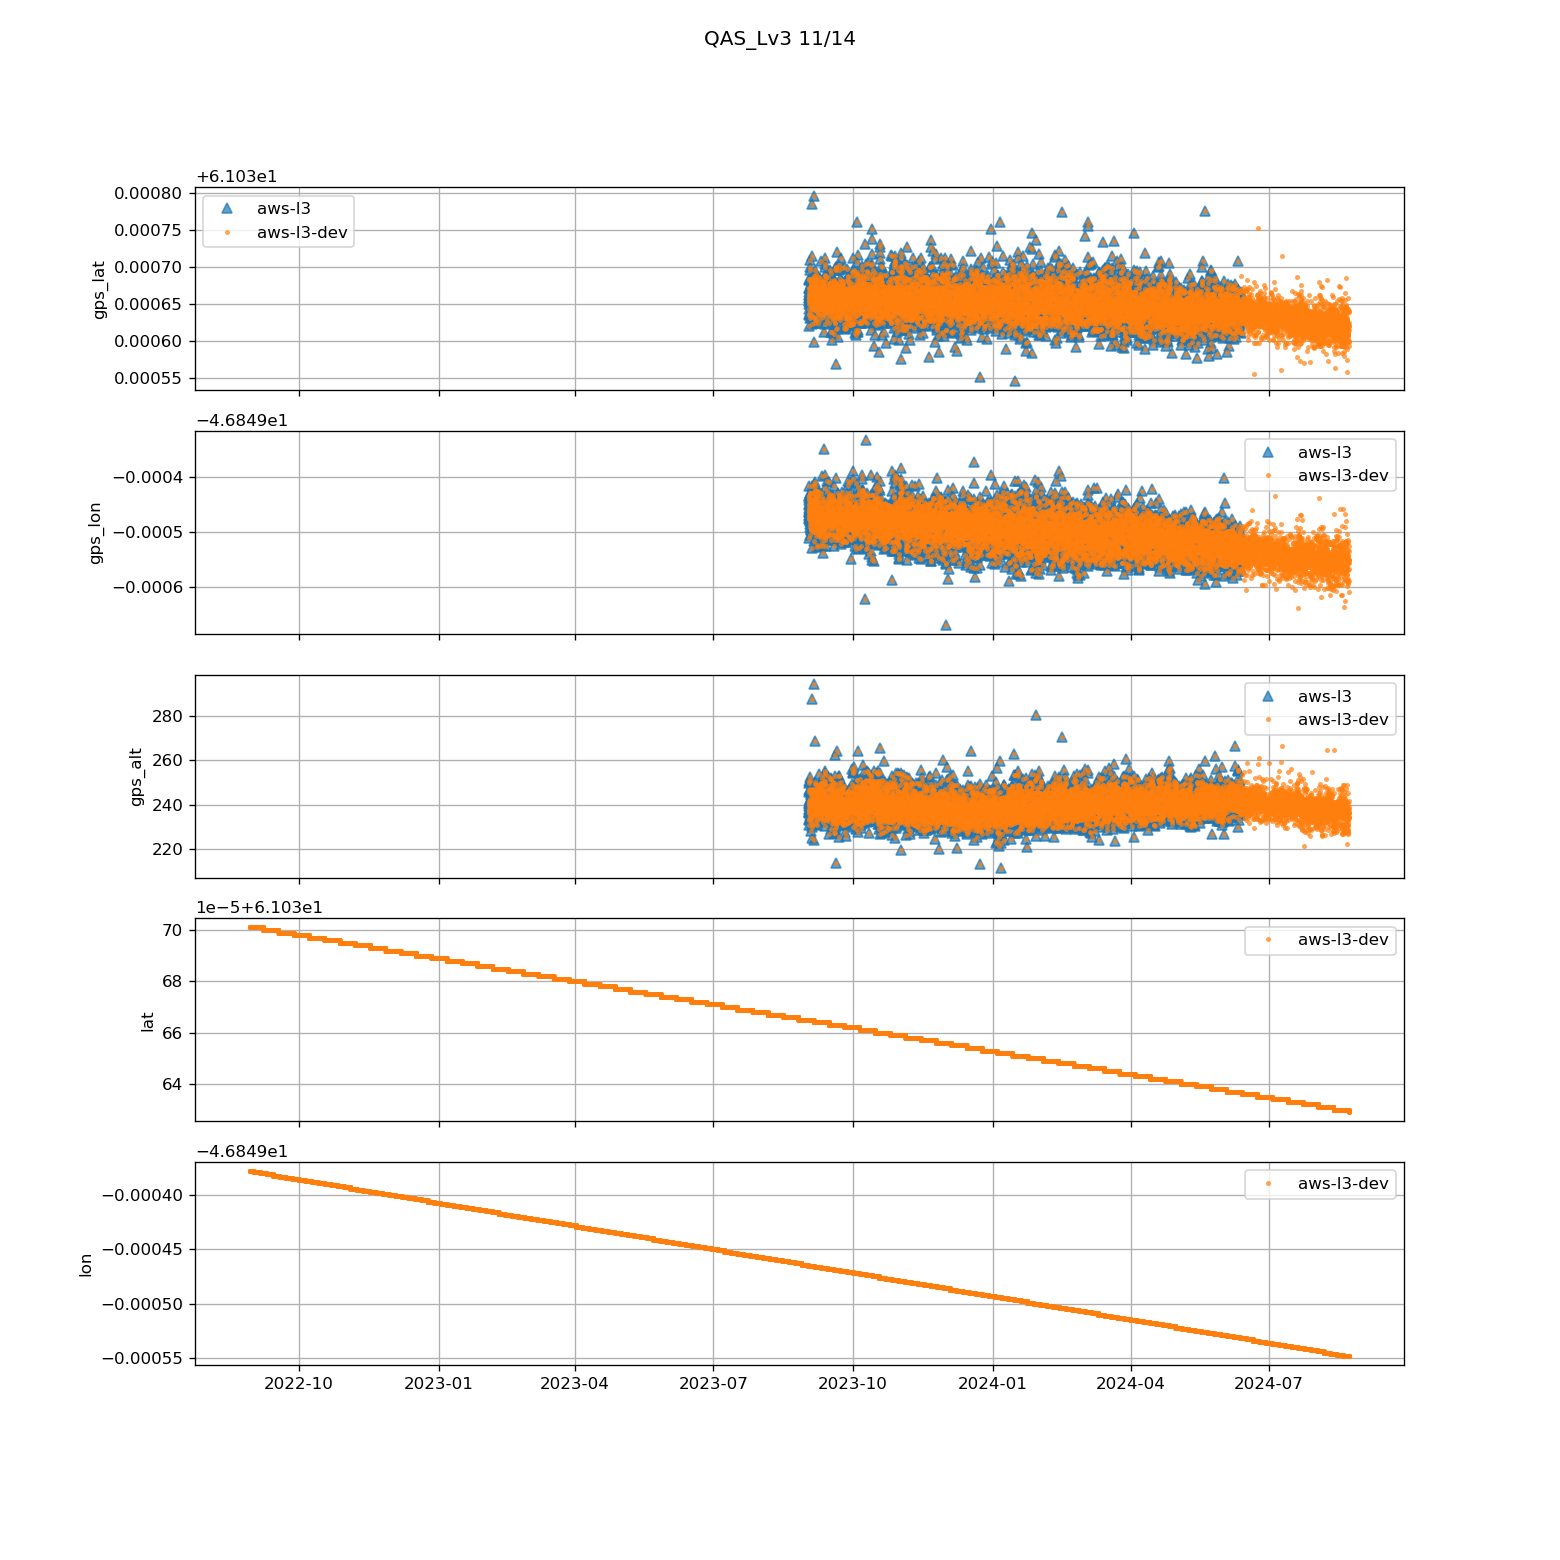 QAS_Lv3 11/14
+6.103e1
0.00080
0.00075
0.00070
0.00065
0.00060
0.00055
gps_lat
aws-l3
aws-l3-dev
−4.6849e1
−0.0004
−0.0005
−0.0006
gps_lon
aws-l3
aws-l3-dev
280
260
240
220
gps_alt
aws-l3
aws-l3-dev
1e−5+6.103e1
70
68
66
64
lat
aws-l3-dev
−4.6849e1
−0.00040
−0.00045
−0.00050
−0.00055
lon
aws-l3-dev
2022-10 2023-01 2023-04 2023-07 2023-10 2024-01 2024-04 2024-07